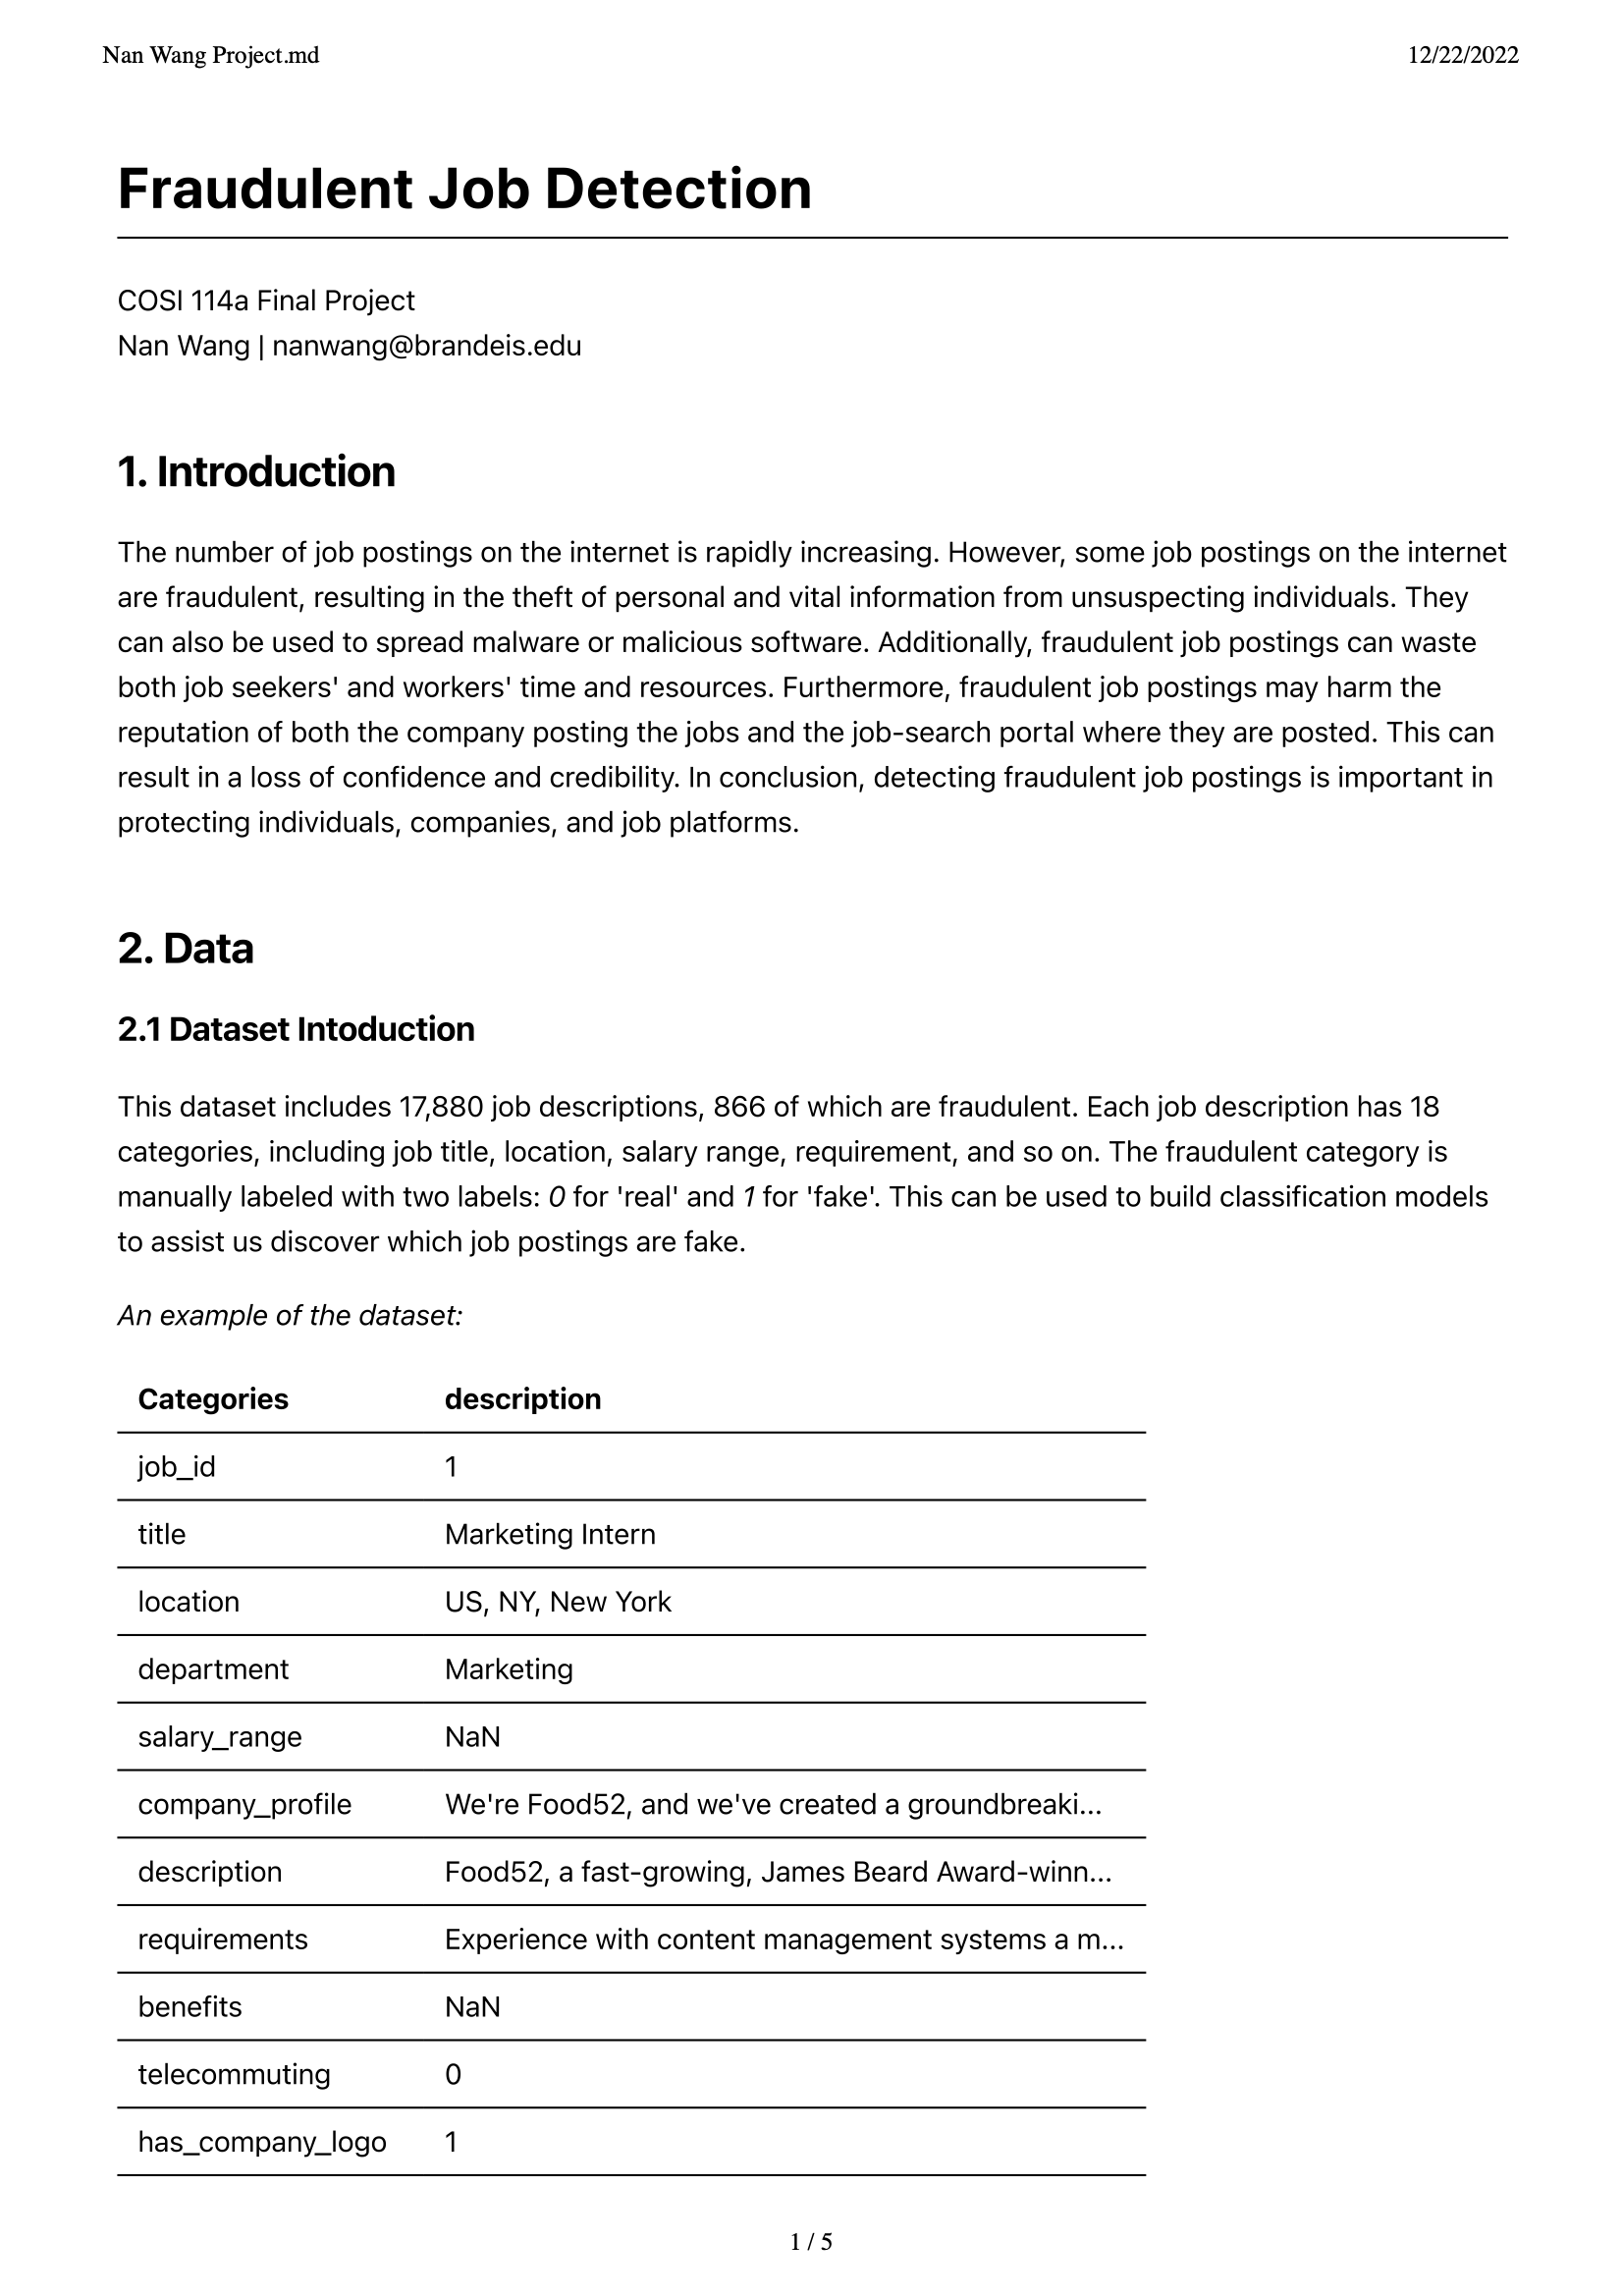 Nan Wang Project.md
12/22/2022
Fraudulent Job Detection
COSI 114a Final Project
Nan Wang | nanwang@brandeis.edu
1. Introduction
The number of job postings on the internet is rapidly increasing. However, some job postings on the internet
are fraudulent, resulting in the theft of personal and vital information from unsuspecting individuals. They
can also be used to spread malware or malicious software. Additionally, fraudulent job postings can waste
both job seekers' and workers' time and resources. Furthermore, fraudulent job postings may harm the
reputation of both the company posting the jobs and the job-search portal where they are posted. This can
result in a loss of confidence and credibility. In conclusion, detecting fraudulent job postings is important in
protecting individuals, companies, and job platforms.
2. Data
2.1 Dataset Intoduction
This dataset includes 17,880 job descriptions, 866 of which are fraudulent. Each job description has 18
categories, including job title, location, salary range, requirement, and so on. The fraudulent category is
manually labeled with two labels: 0 for 'real' and 1 for 'fake'. This can be used to build classification models
to assist us discover which job postings are fake.
An example of the dataset:
Categories description
job_id 1
title Marketing Intern
location US, NY, New York
department Marketing
salary_range NaN
company_profile We're Food52, and we've created a groundbreaki...
description Food52, a fast-growing, James Beard Award-winn...
requirements Experience with content management systems a m...
benefits NaN
telecommuting 0
has_company_logo 1
1 / 5